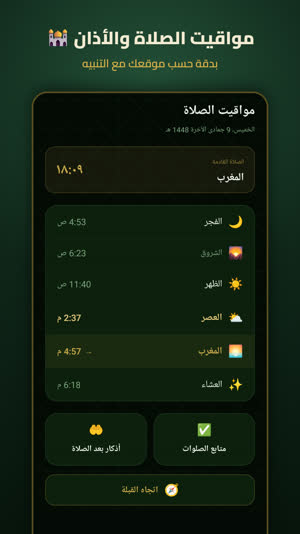 مواقيت الصلاة والأذان
بدقة حسب موقعك مع التنبيه
مواقيت الصلاة
الخميس، 9 جمادى الآخرة 1448 هـ
الصلاة القادمة
المغرب
١٨:٠٩
الفجر 4:53 ص
الشروق 6:23 ص
الظهر 11:40 ص
العصر 2:37 م
المغرب ← 4:57 م
العشاء 6:18 م
متابع الصلوات
أذكار بعد الصلاة
اتجاه القبلة